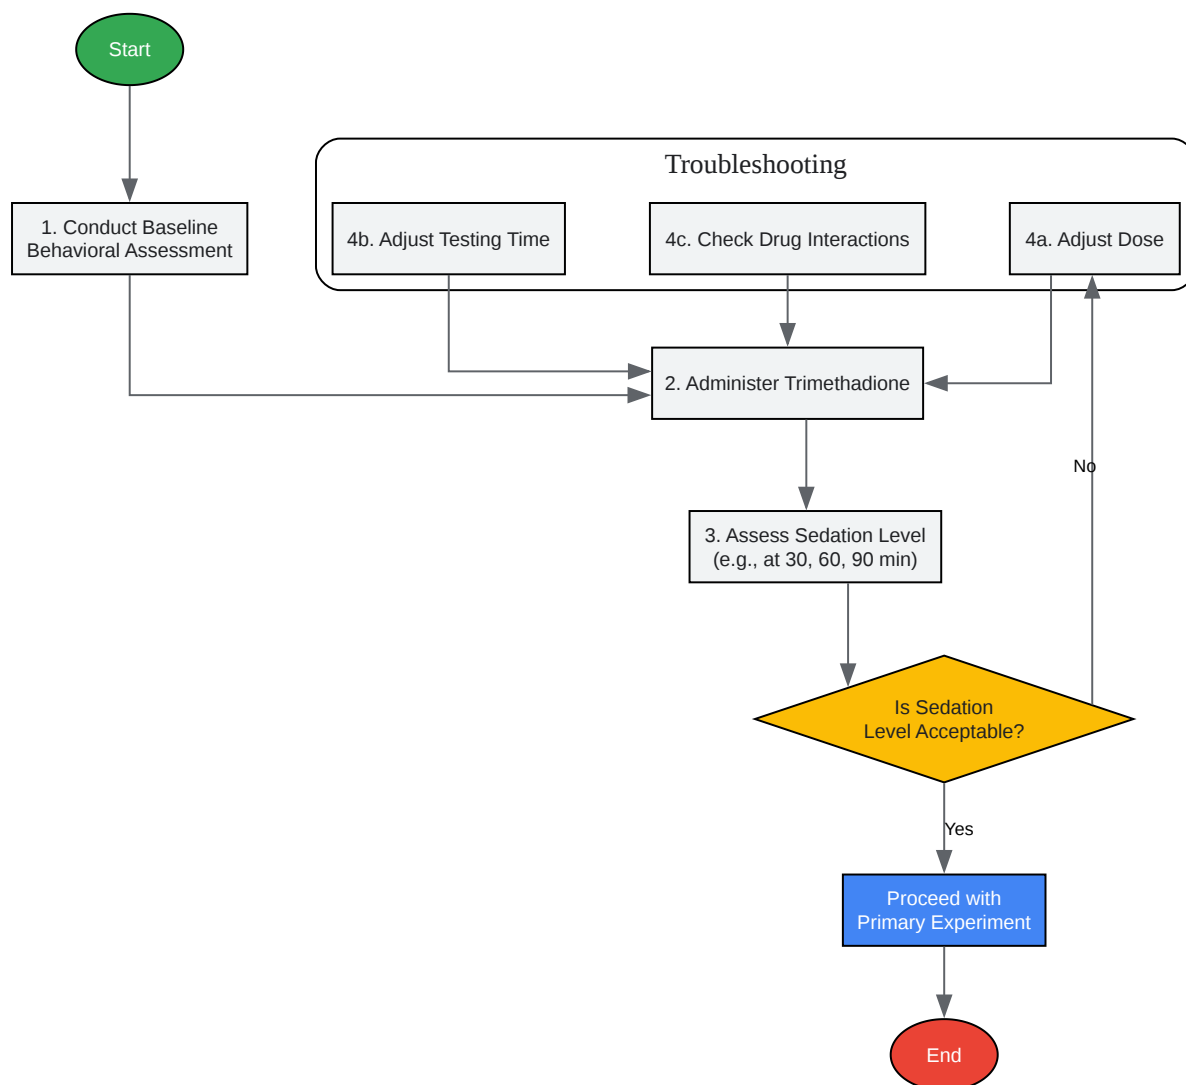 Start
Troubleshooting
1. Conduct Baseline
Behavioral Assessment
4b. Adjust Testing Time
4c. Check Drug Interactions
4a. Adjust Dose
2. Administer Trimethadione
No
3. Assess Sedation Level
(e.g., at 30, 60, 90 min)
Is Sedation
Level Acceptable?
Yes
Proceed with
Primary Experiment
End